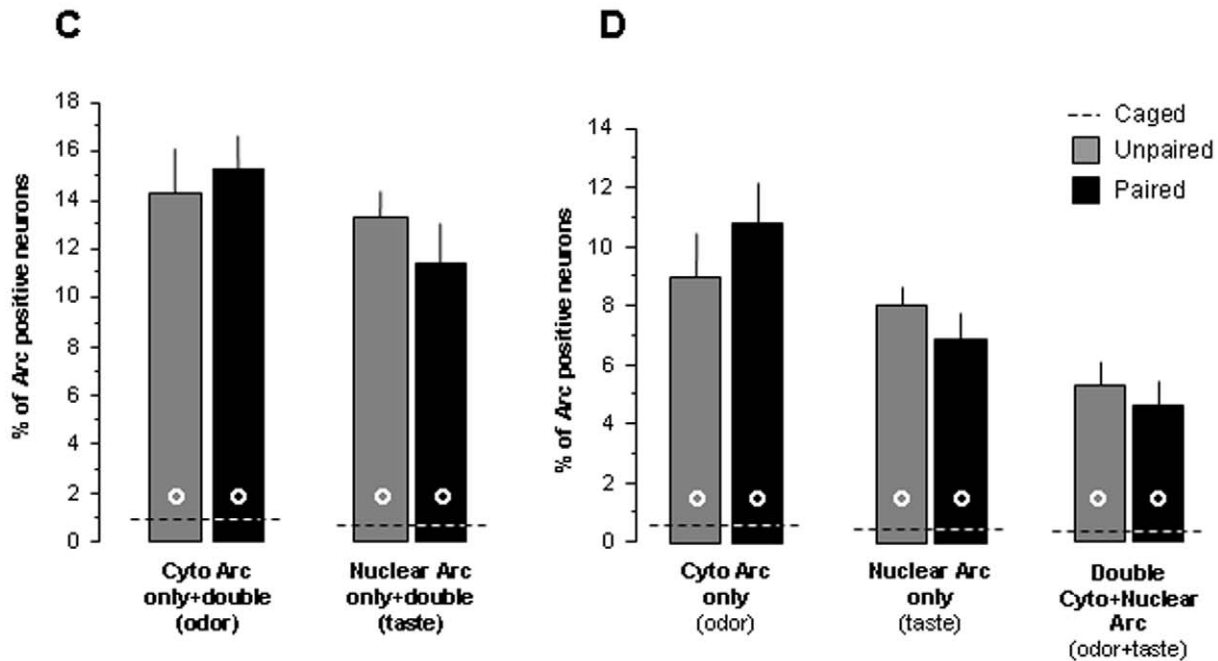 C
18
16
14
12
10
8
6
4
2
0
% of Arc positive neurons
Cyto Arc
only+double
(odor)
Nuclear Arc
only+double
(taste)
D
14
12
10
8
6
4
2
0
% of Arc positive neurons
Cyto Arc
only
(odor)
Nuclear Arc
only
(taste)
Double
Cyto+Nuclear
Arc
(odor+taste)
Caged
Unpaired
Paired